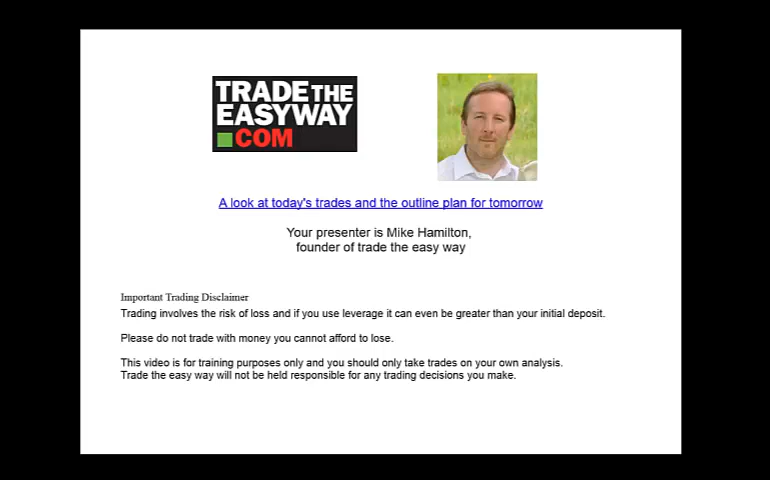 TRADE THE
EASYWAY
.COM
A look at today's trades and the outline plan for tomorrow
Your presenter is Mike Hamilton,
founder of trade the easy way
Important Trading Disclaimer
Trading involves the risk of loss and if you use leverage it can even be greater than your initial deposit.
Please do not trade with money you cannot afford to lose.
This video is for training purposes only and you should only take trades on your own analysis.
Trade the easy way will not be held responsible for any trading decisions you make.